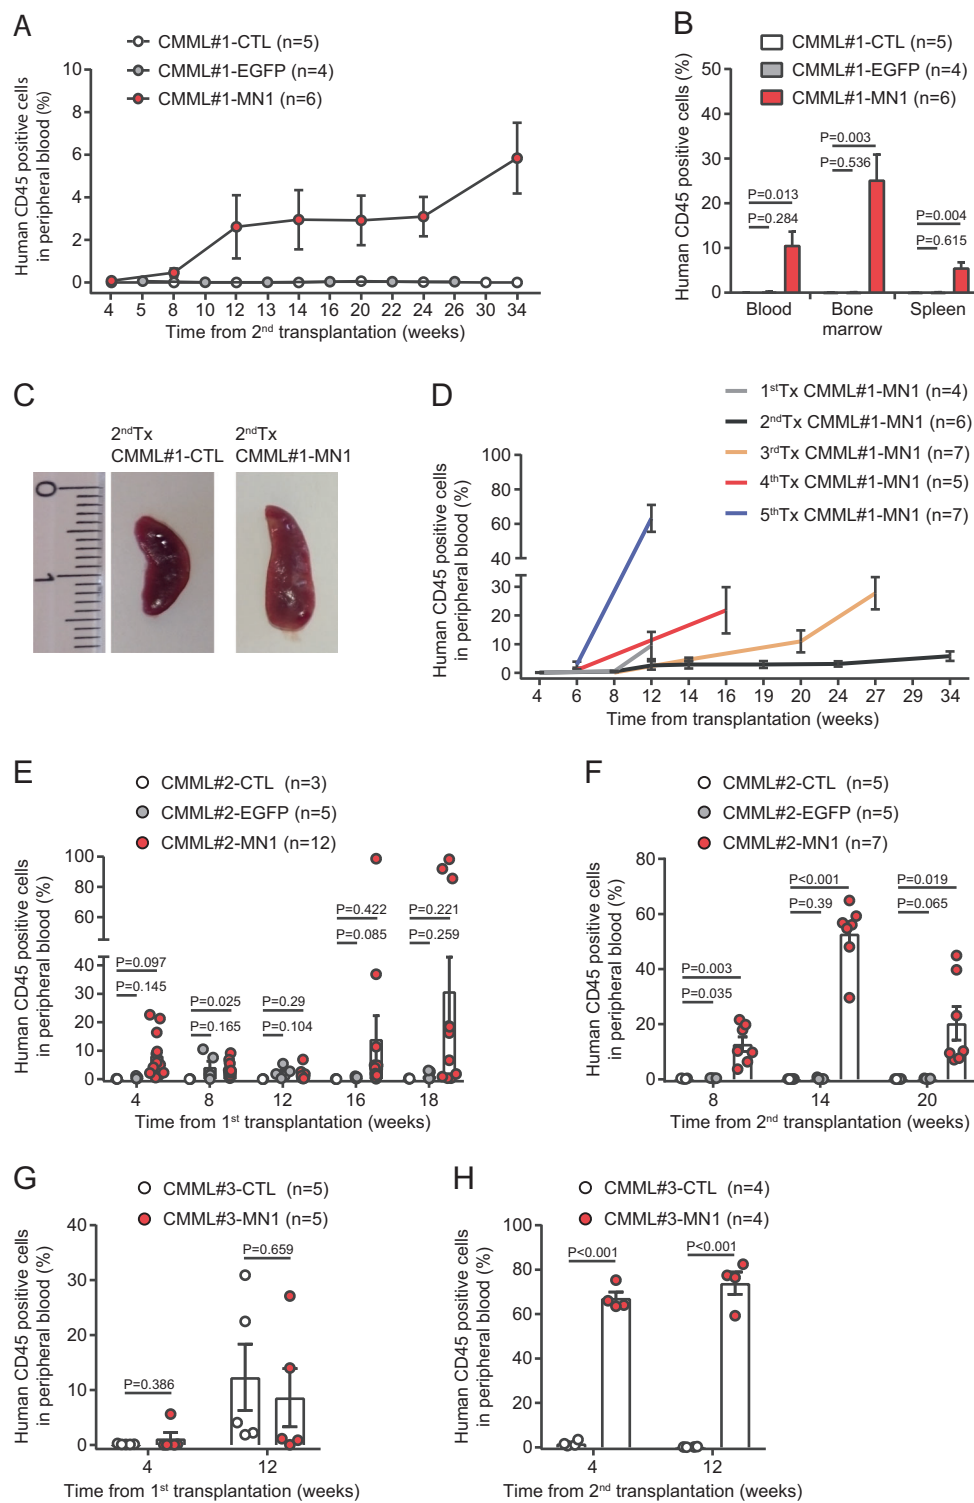 A
CMML#1-CTL (n=5)
CMML#1-EGFP (n=4)
CMML#1-MN1 (n=6)
Human CD45 positive cells
in peripheral blood (%)
10
8
6
4
2
0
4 5 8 10 12 13 14 16 20 22 24 26 30 34
Time from 2nd transplantation (weeks)
B
CMML#1-CTL (n=5)
CMML#1-EGFP (n=4)
CMML#1-MN1 (n=6)
Human CD45 positive cells (%)
50
40
30
20
10
0
P=0.003
P=0.536
P=0.013
P=0.284
P=0.004
P=0.615
Blood Bone Spleen
marrow
C
2ndTx 2ndTx
CMML#1-CTL CMML#1-MN1
0
1
D
1stTx CMML#1-MN1 (n=4)
2ndTx CMML#1-MN1 (n=6)
3rdTx CMML#1-MN1 (n=7)
4thTx CMML#1-MN1 (n=5)
5thTx CMML#1-MN1 (n=7)
Human CD45 positive cells
in peripheral blood (%)
100
80
60
40
30
20
10
0
4 6 8 12 14 16 19 20 24 27 29 34
Time from transplantation (weeks)
E
CMML#2-CTL (n=3)
CMML#2-EGFP (n=5)
CMML#2-MN1 (n=12)
Human CD45 positive cells
in peripheral blood (%)
100
80
60
40
30
20
10
0
P=0.097
P=0.145
P=0.025
P=0.165
P=0.29
P=0.104
P=0.422
P=0.085
P=0.221
P=0.259
4 8 12 16 18
Time from 1st transplantation (weeks)
F
CMML#2-CTL (n=5)
CMML#2-EGFP (n=5)
CMML#2-MN1 (n=7)
Human CD45 positive cells
in peripheral blood (%)
80
60
40
20
0
P=0.003
P=0.035
P<0.001
P=0.39
P=0.019
P=0.065
8 14 20
Time from 2nd transplantation (weeks)
G
CMML#3-CTL (n=5)
CMML#3-MN1 (n=5)
Human CD45 positive cells
in peripheral blood (%)
40
30
20
10
0
P=0.386
P=0.659
4 12
Time from 1st transplantation (weeks)
H
CMML#3-CTL (n=4)
CMML#3-MN1 (n=4)
Human CD45 positive cells
in peripheral blood (%)
100
80
60
40
20
0
P<0.001
P<0.001
4 12
Time from 2nd transplantation (weeks)